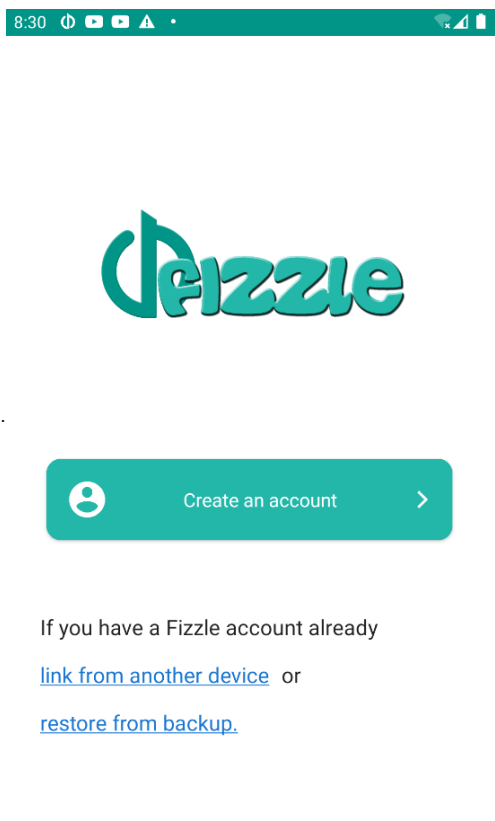 8:30
Fizzle
Create an account
If you have a Fizzle account already
link from another device or
restore from backup.